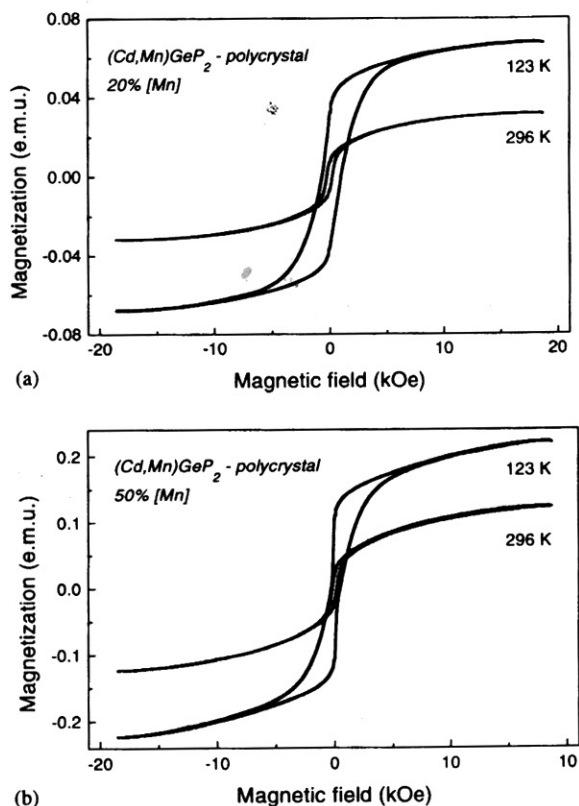 0.08
(Cd,Mn)GeP2 - polycrystal
20% [Mn]
123 K
0.04
296 K
0.00
-0.04
-0.08
Magnetization (e.m.u.)
-20 -10 0 10 20
(a)
Magnetic field (kOe)
0.2
(Cd,Mn)GeP2 - polycrystal
50% [Mn]
123 K
0.1
296 K
0.0
-0.1
-0.2
Magnetization (e.m.u.)
-20 -10 0 10 10
(b)
Magnetic field (kOe)